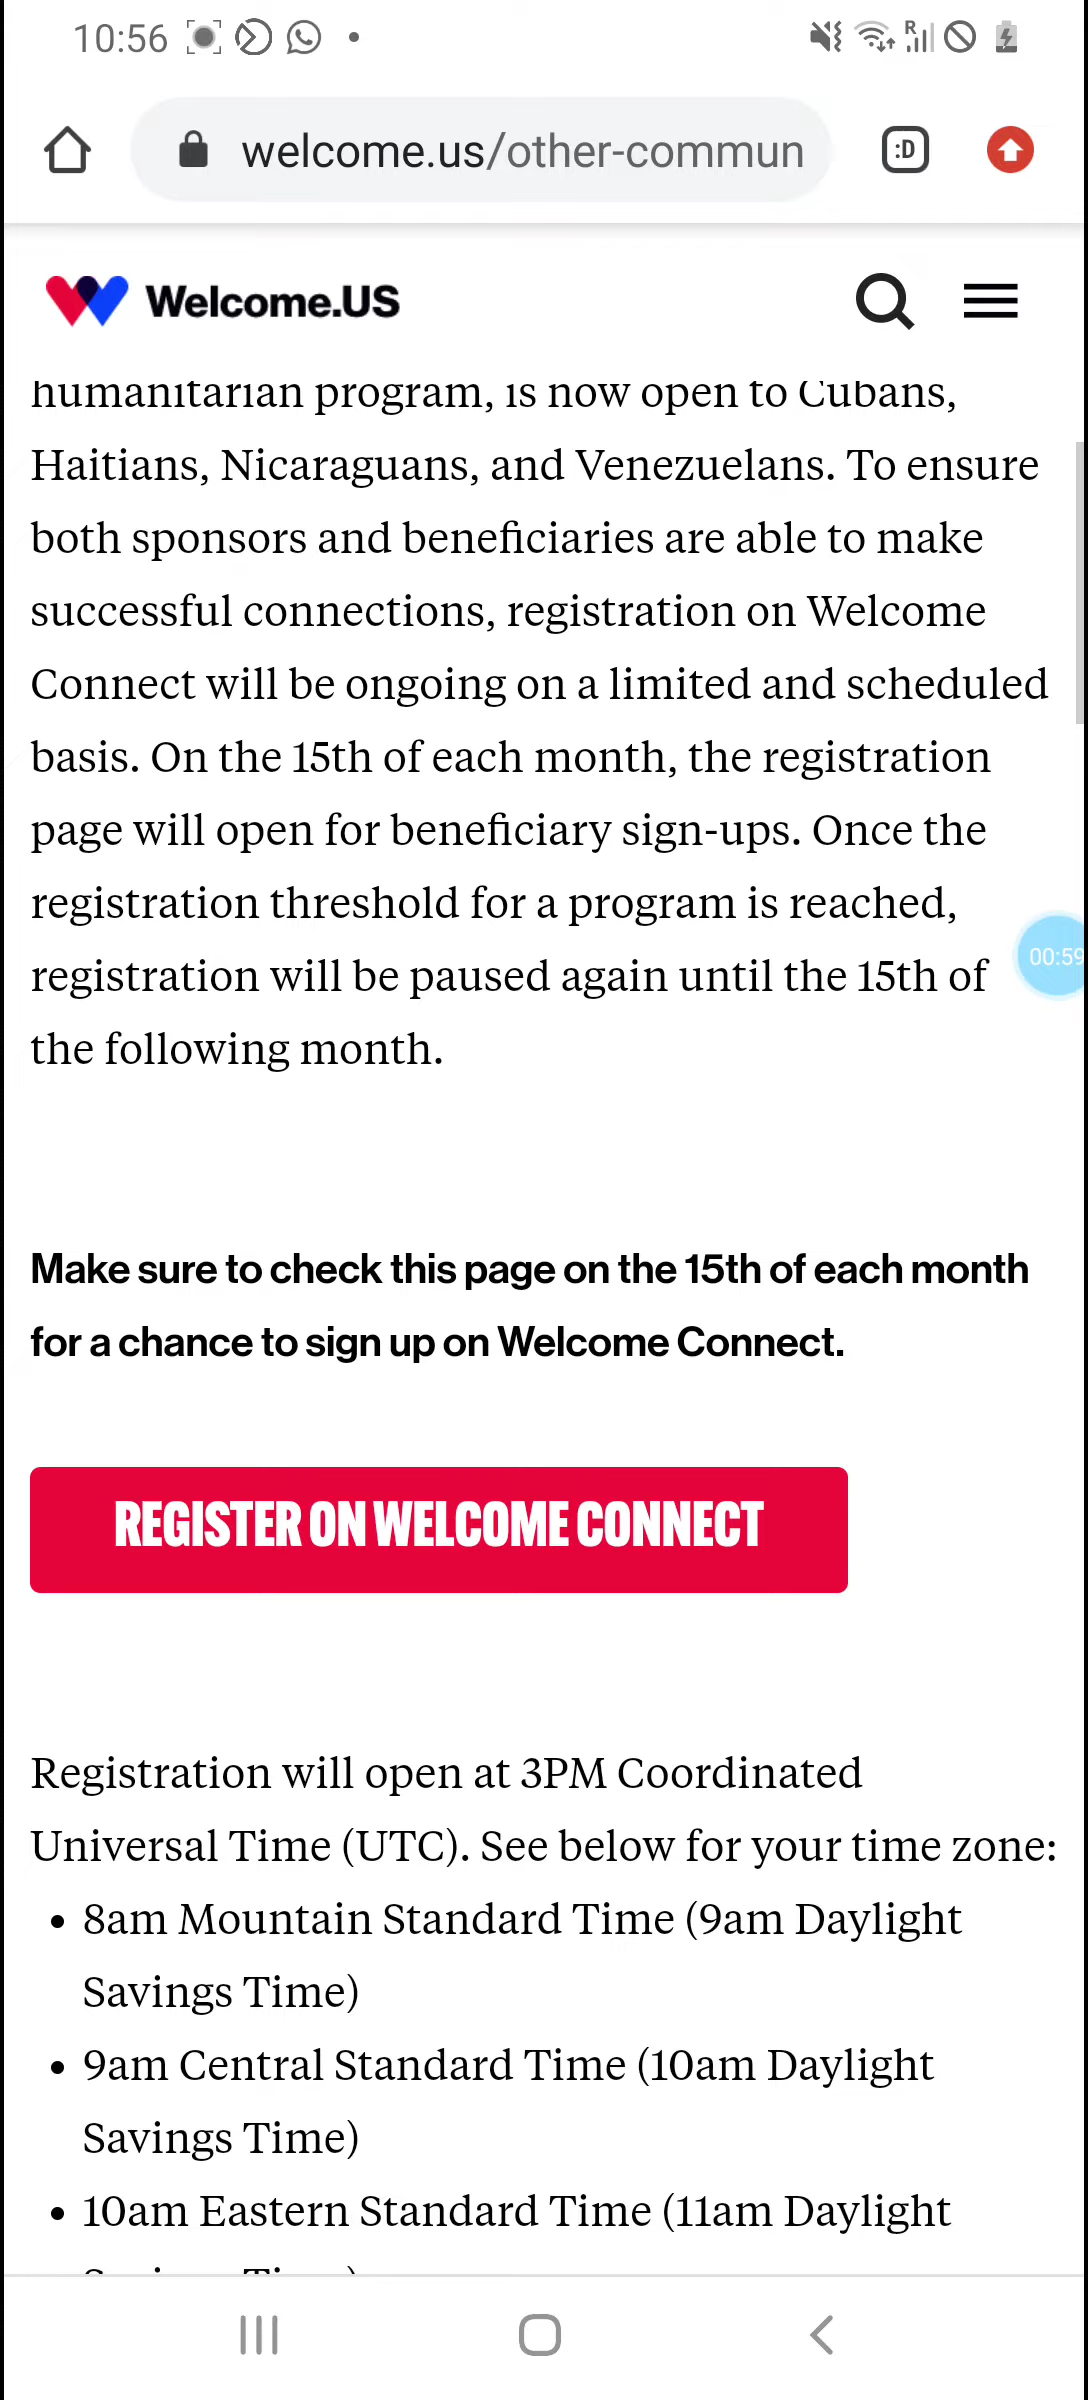 10:56
R
welcome.us/other-commun
:D
Welcome.US
humanitarian program, is now open to Cubans,
Haitians, Nicaraguans, and Venezuelans. To ensure
both sponsors and beneficiaries are able to make
successful connections, registration on Welcome
Connect will be ongoing on a limited and scheduled
basis. On the 15th of each month, the registration
page will open for beneficiary sign-ups. Once the
registration threshold for a program is reached,
registration will be paused again until the 15th of
the following month.
00:59
Make sure to check this page on the 15th of each month
for a chance to sign up on Welcome Connect.
REGISTER ON WELCOME CONNECT
Registration will open at 3PM Coordinated
Universal Time (UTC). See below for your time zone:
• 8am Mountain Standard Time (9am Daylight
Savings Time)
• 9am Central Standard Time (10am Daylight
Savings Time)
• 10am Eastern Standard Time (11am Daylight